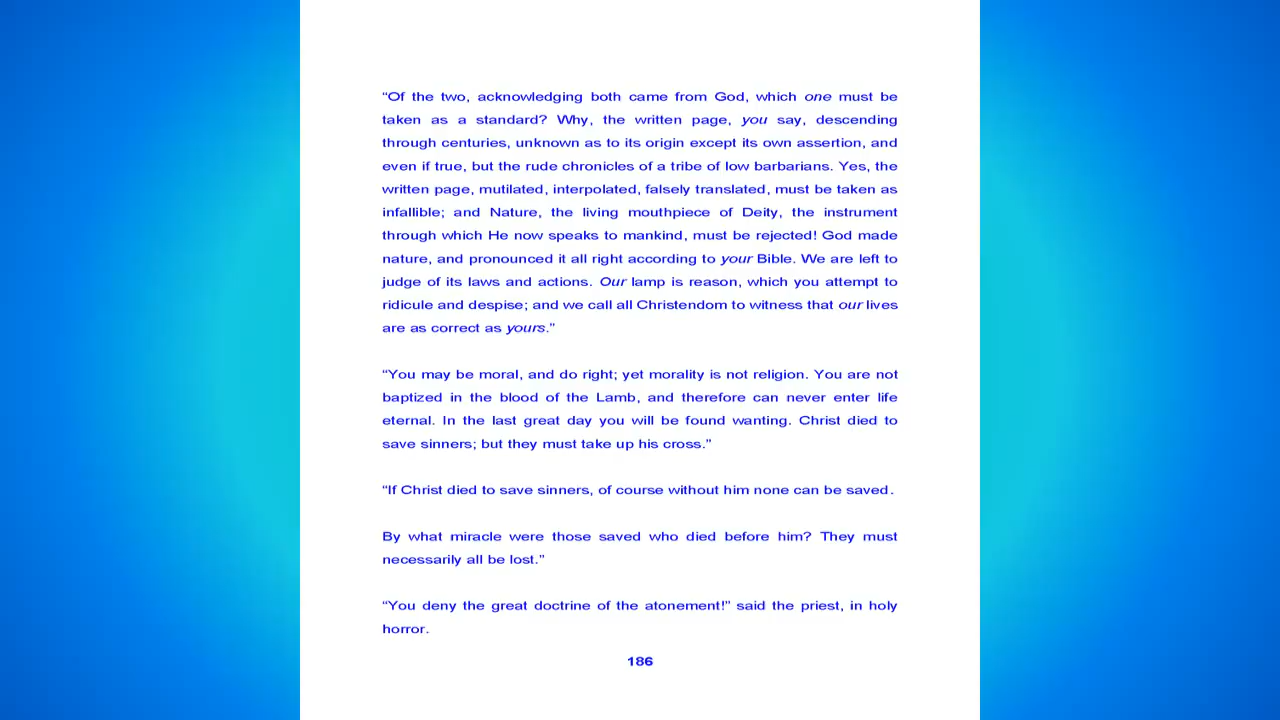 “Of the two, acknowledging both came from God, which one must be
taken as a standard? Why, the written page, you say, descending
through centuries, unknown as to its origin except its own assertion, and
even if true, but the rude chronicles of a tribe of low barbarians. Yes, the
written page, mutilated, interpolated, falsely translated, must be taken as
infallible; and Nature, the living mouthpiece of Deity, the instrument
through which He now speaks to mankind, must be rejected! God made
nature, and pronounced it all right according to your Bible. We are left to
judge of its laws and actions. Our lamp is reason, which you attempt to
ridicule and despise; and we call all Christendom to witness that our lives
are as correct as yours.”
“You may be moral, and do right; yet morality is not religion. You are not
baptized in the blood of the Lamb, and therefore can never enter life
eternal. In the last great day you will be found wanting. Christ died to
save sinners; but they must take up his cross.”
“If Christ died to save sinners, of course without him none can be saved.
By what miracle were those saved who died before him? They must
necessarily all be lost.”
“You deny the great doctrine of the atonement!” said the priest, in holy
horror.
186